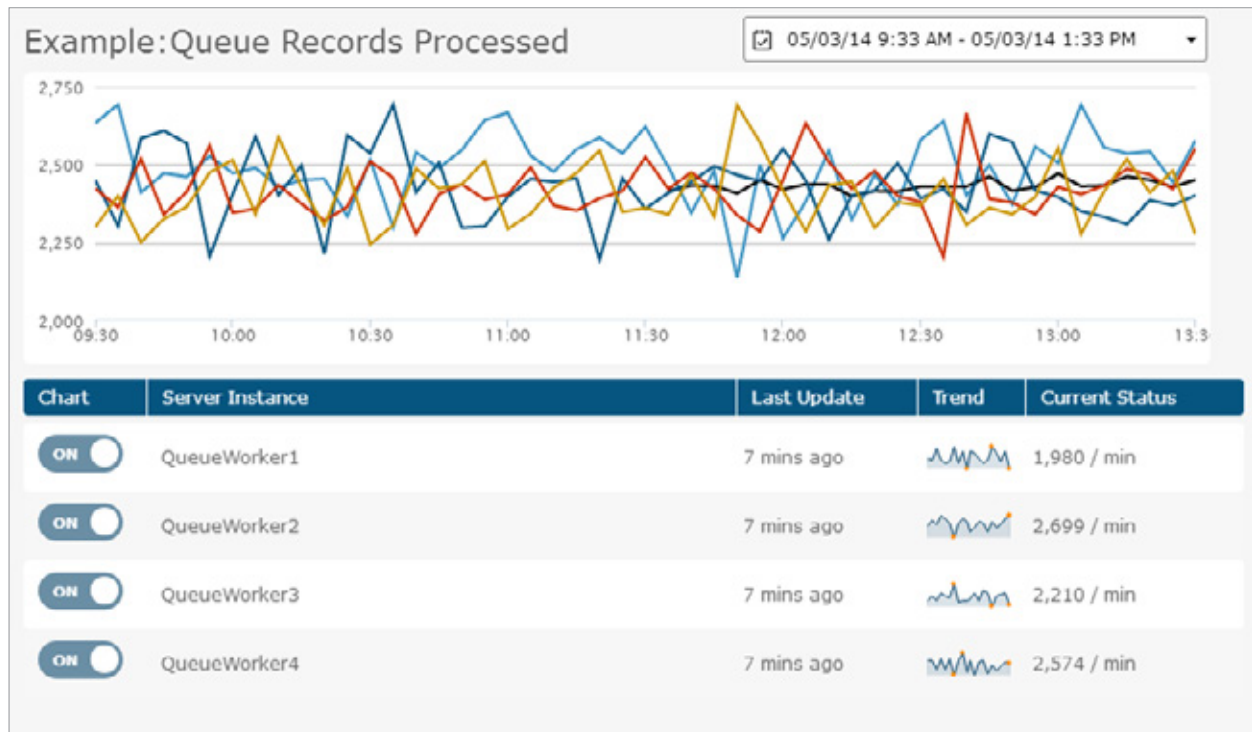 Example:Queue Records Processed
05/03/14 9:33 AM - 05/03/14 1:33 PM
2,750
2,500
2,250
2,000
09:30 10:00 10:30 11:00 11:30 12:00 12:30 13:00 13:3
Chart Server Instance Last Update Trend Current Status
ON QueueWorker1 7 mins ago 1,980 / min
ON QueueWorker2 7 mins ago 2,699 / min
ON QueueWorker3 7 mins ago 2,210 / min
ON QueueWorker4 7 mins ago 2,574 / min